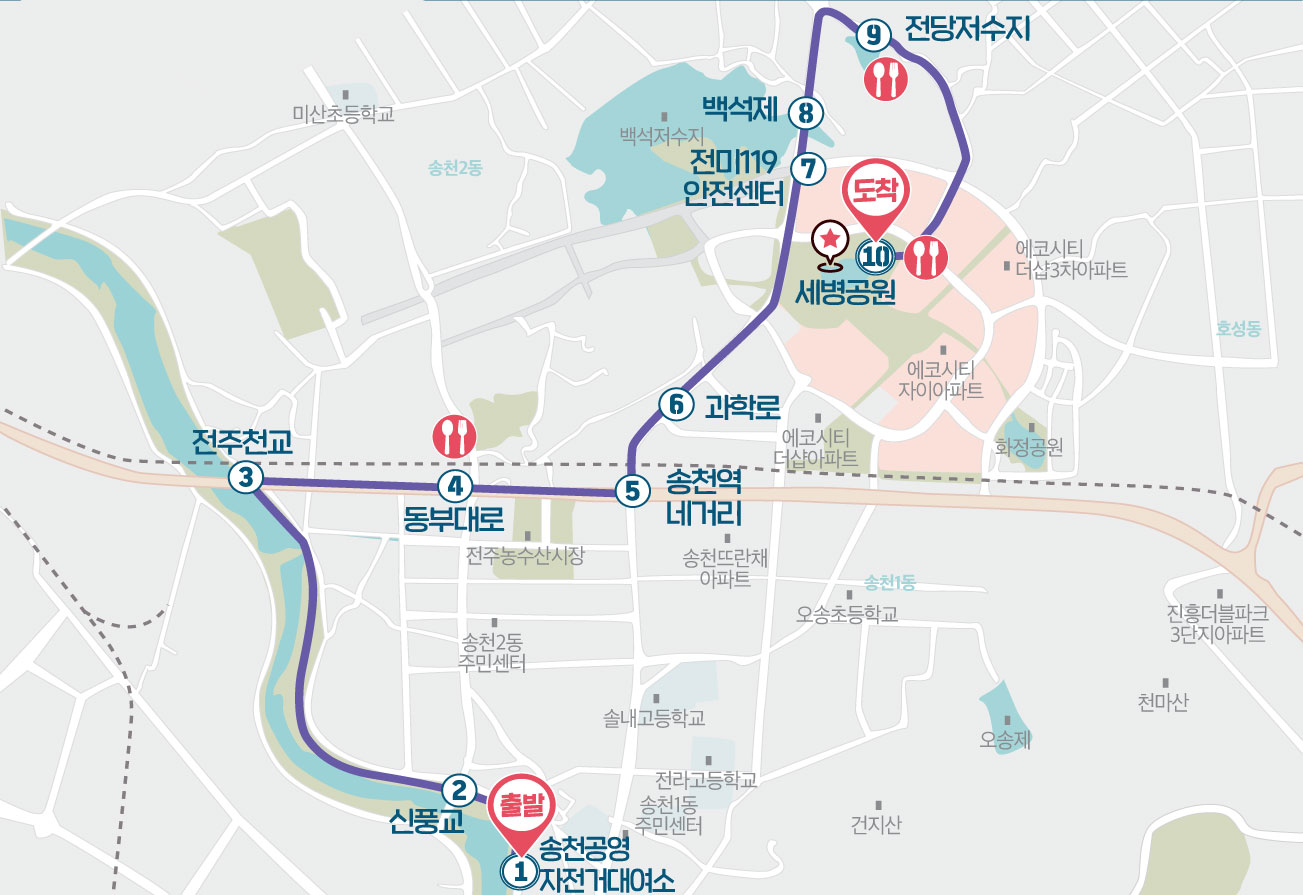 9
전당저수지
백석제
8
미산초등학교
백석저수지
송천2동
전미119
안전센터
7
도착
10
세병공원
에코시티
더샵3차아파트
호성동
에코시티
자이아파트
6
과학로
에코시티
더샵아파트
화정공원
전주천교
3
4
동부대로
5
송천역
네거리
전주농수산시장
송천뜨란채
아파트
송천1동
오송초등학교
진흥더블파크
3단지아파트
송천2동
주민센터
천마산
솔내고등학교
오송제
전라고등학교
2
신풍교
출발
송천1동
주민센터
건지산
1
송천공영
자전거대여소